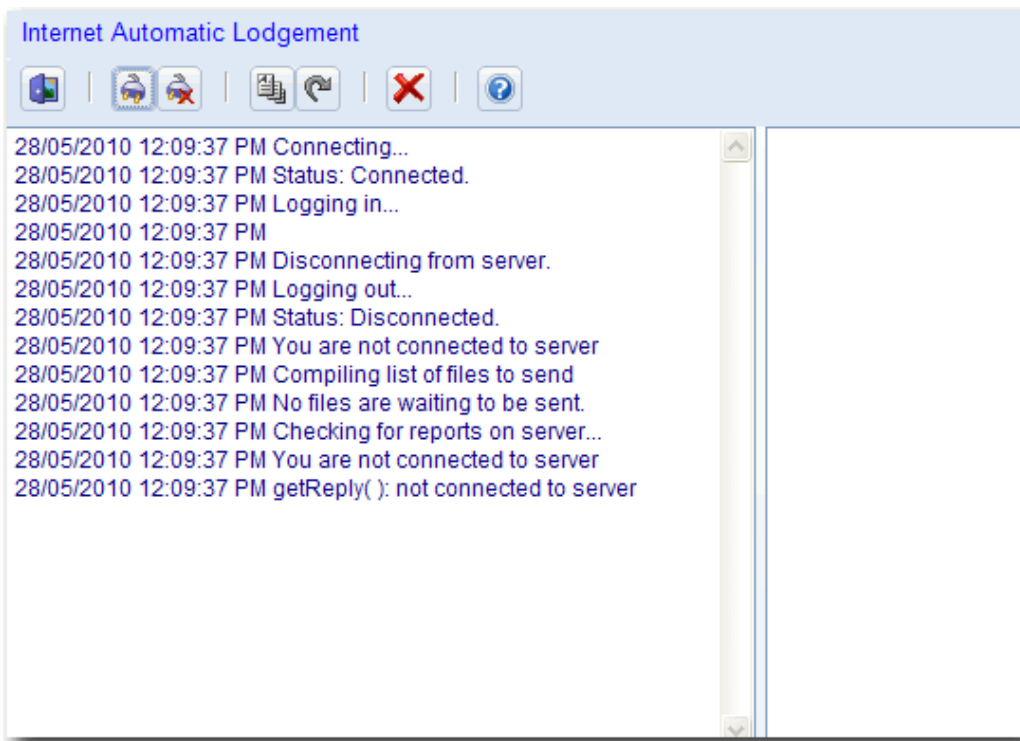 Internet Automatic Lodgement
28/05/2010 12:09:37 PM Connecting...
28/05/2010 12:09:37 PM Status: Connected.
28/05/2010 12:09:37 PM Logging in...
28/05/2010 12:09:37 PM
28/05/2010 12:09:37 PM Disconnecting from server.
28/05/2010 12:09:37 PM Logging out...
28/05/2010 12:09:37 PM Status: Disconnected.
28/05/2010 12:09:37 PM You are not connected to server
28/05/2010 12:09:37 PM Compiling list of files to send
28/05/2010 12:09:37 PM No files are waiting to be sent.
28/05/2010 12:09:37 PM Checking for reports on server...
28/05/2010 12:09:37 PM You are not connected to server
28/05/2010 12:09:37 PM getReply( ): not connected to server